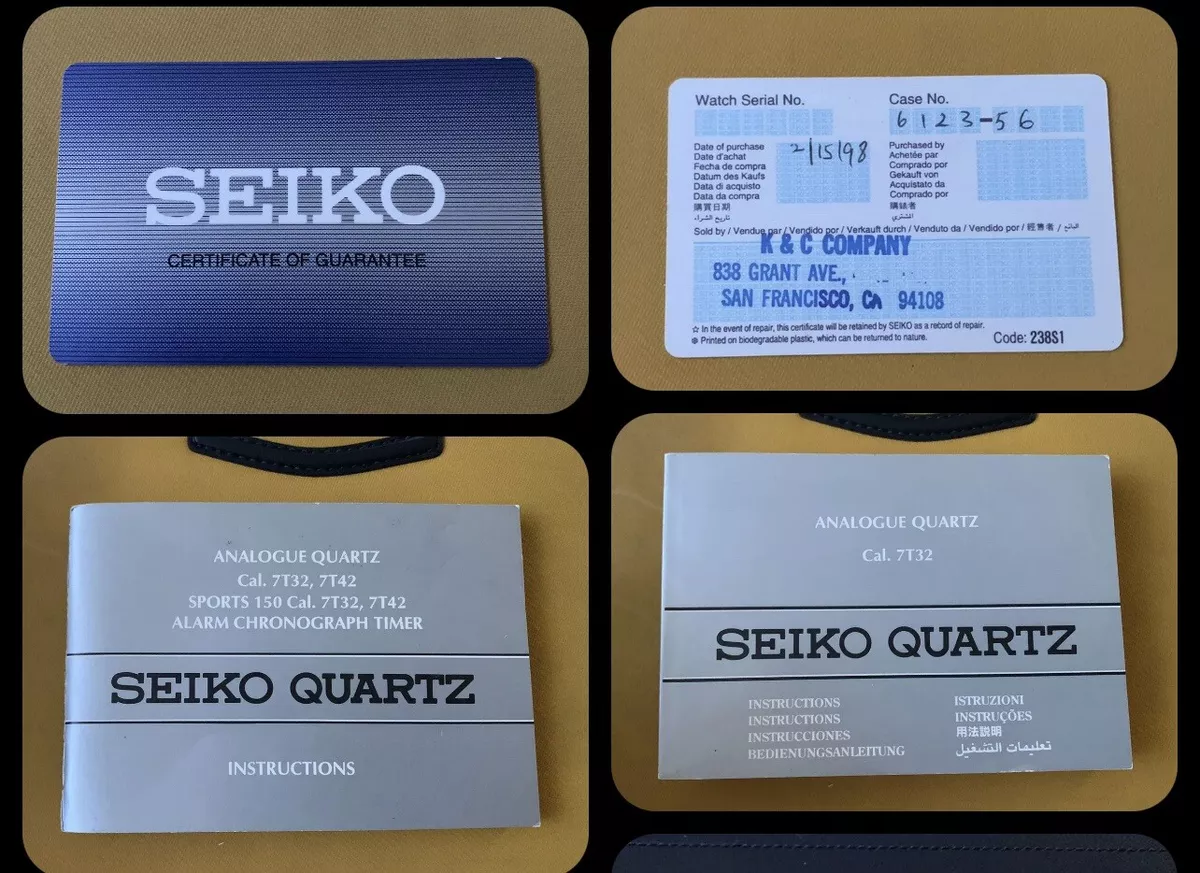 SEIKO
CERTIFICATE OF GUARANTEE
Watch Serial No.
Case No.
6123-56
Date of purchase
Date d'achat
Fecha de compra
Datum des Kaufs
Data di acquisto
Data da compra
購買日期
تاريخ الشراء
2/15/98
Purchased by
Achetée par
Comprado por
Gekauft von
Acquistato da
Comprado por
購錶者
المشتري
Sold by / Vendue par / Vendido por / Verkauft durch / Venduto da / Vendido por / 經售者 / البائع
K & C COMPANY
838 GRANT AVE.,
SAN FRANCISCO, CA 94108
☆ In the event of repair, this certificate will be retained by SEIKO as a record of repair.
Printed on biodegradable plastic, which can be returned to nature.
Code: 238S1
ANALOGUE QUARTZ
Cal. 7T32, 7T42
SPORTS 150 Cal. 7T32, 7T42
ALARM CHRONOGRAPH TIMER
SEIKO QUARTZ
INSTRUCTIONS
ANALOGUE QUARTZ
Cal. 7T32
SEIKO QUARTZ
INSTRUCTIONS
INSTRUCTIONS
INSTRUCCIONES
BEDIENUNGSANLEITUNG
ISTRUZIONI
INSTRUÇÕES
用法説明
تعليمات التشغيل